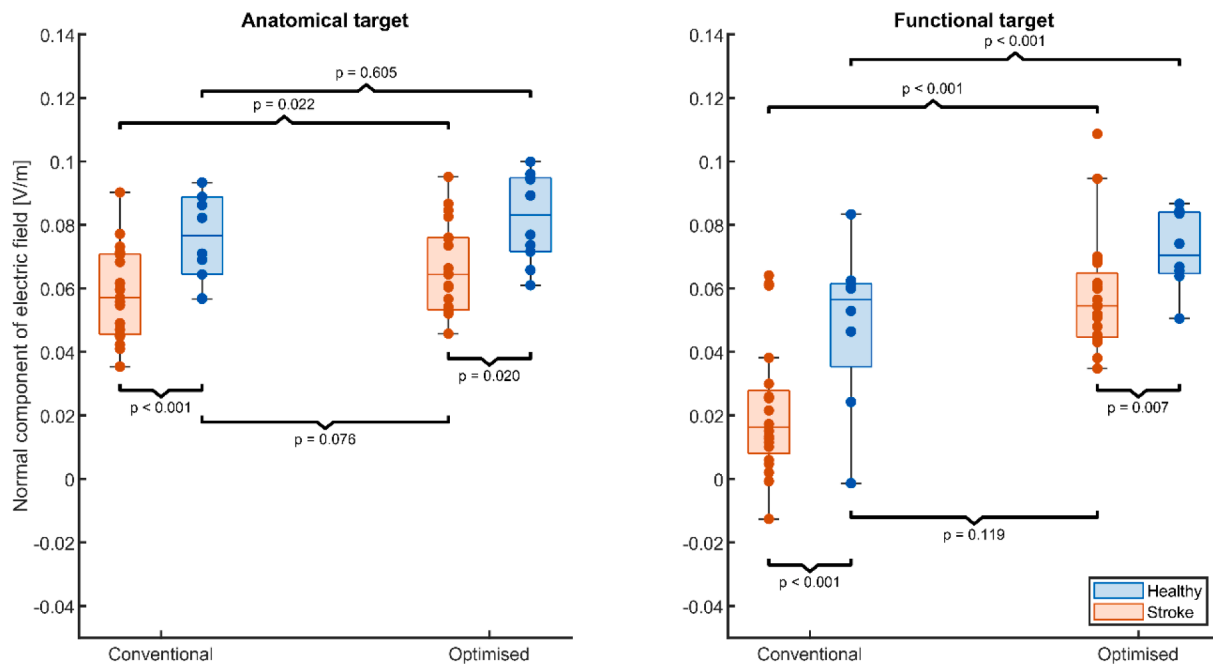 Anatomical target
Functional target
Normal component of electric field [V/m]
0.14
0.12
0.1
0.08
0.06
0.04
0.02
0
-0.02
-0.04
p = 0.605
p = 0.022
p < 0.001
p = 0.020
p = 0.076
Conventional
Optimised
0.14
0.12
0.1
0.08
0.06
0.04
0.02
0
-0.02
-0.04
p < 0.001
p < 0.001
p = 0.007
p = 0.119
p < 0.001
Healthy
Stroke
Conventional
Optimised